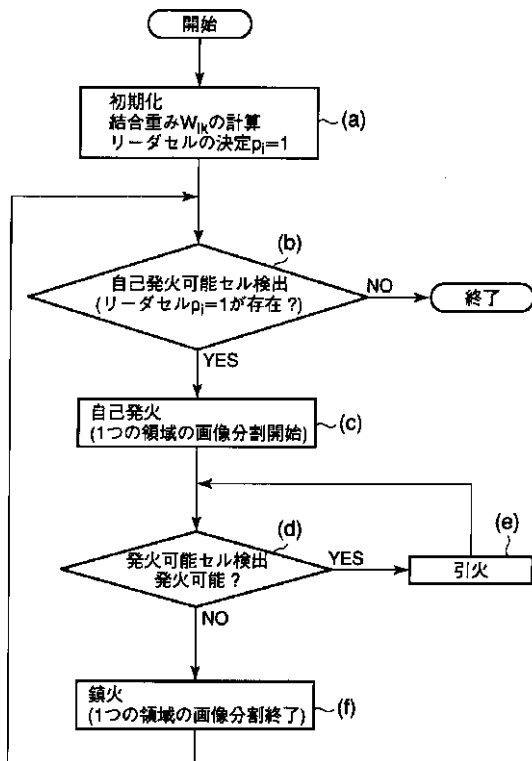 開始
初期化
結合重みWlkの計算
リーダセルの決定pi=1
(a)
(b)
自己発火可能セル検出
(リーダセルpi=1が存在?)
NO
終了
YES
自己発火
(1つの領域の画像分割開始)
(c)
(d)
(e)
発火可能セル検出
発火可能?
YES
引火
NO
鎮火
(1つの領域の画像分割終了)
(f)